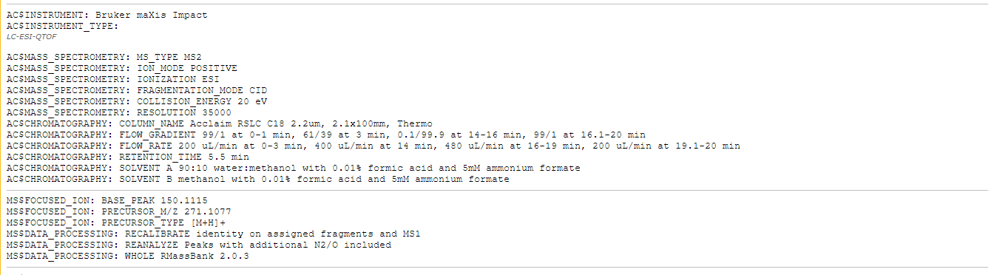 AC$INSTRUMENT: Bruker maXis Impact
AC$INSTRUMENT_TYPE:
LC-ESI-QTOF
AC$MASS_SPECTROMETRY: MS_TYPE MS2
AC$MASS_SPECTROMETRY: ION_MODE POSITIVE
AC$MASS_SPECTROMETRY: IONIZATION ESI
AC$MASS_SPECTROMETRY: FRAGMENTATION_MODE CID
AC$MASS_SPECTROMETRY: COLLISION_ENERGY 20 eV
AC$MASS_SPECTROMETRY: RESOLUTION 35000
AC$CHROMATOGRAPHY: COLUMN_NAME Acclaim RSLC C18 2.2um, 2.1x100mm, Thermo
AC$CHROMATOGRAPHY: FLOW_GRADIENT 99/1 at 0-1 min, 61/39 at 3 min, 0.1/99.9 at 14-16 min, 99/1 at 16.1-20 min
AC$CHROMATOGRAPHY: FLOW_RATE 200 uL/min at 0-3 min, 400 uL/min at 14 min, 480 uL/min at 16-19 min, 200 uL/min at 19.1-20 min
AC$CHROMATOGRAPHY: RETENTION_TIME 5.5 min
AC$CHROMATOGRAPHY: SOLVENT A 90:10 water:methanol with 0.01% formic acid and 5mM ammonium formate
AC$CHROMATOGRAPHY: SOLVENT B methanol with 0.01% formic acid and 5mM ammonium formate
MS$FOCUSED_ION: BASE_PEAK 150.1115
MS$FOCUSED_ION: PRECURSOR_M/Z 271.1077
MS$FOCUSED_ION: PRECURSOR_TYPE [M+H]+
MS$DATA_PROCESSING: RECALIBRATE identity on assigned fragments and MS1
MS$DATA_PROCESSING: REANALYZE Peaks with additional N2/O included
MS$DATA_PROCESSING: WHOLE RMassBank 2.0.3